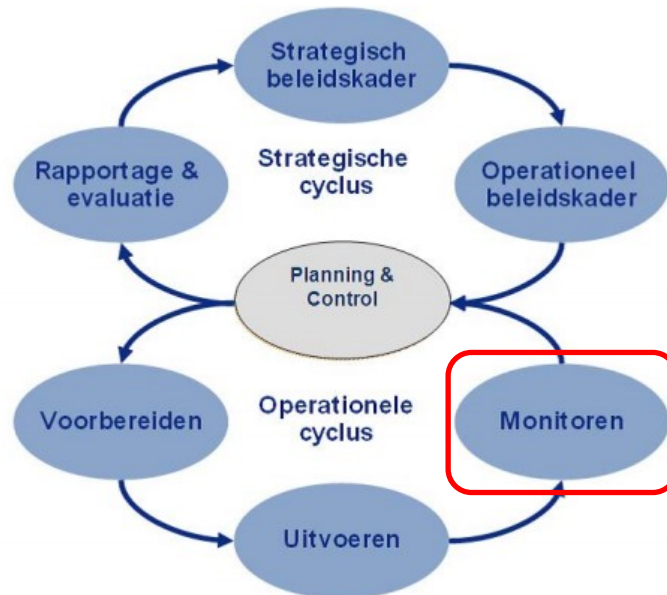 Strategisch
beleidskader
Rapportage &
evaluatie
Strategische
cyclus
Operationeel
beleidskader
Planning &
Control
Voorbereiden
Operationele
cyclus
Monitoren
Uitvoeren